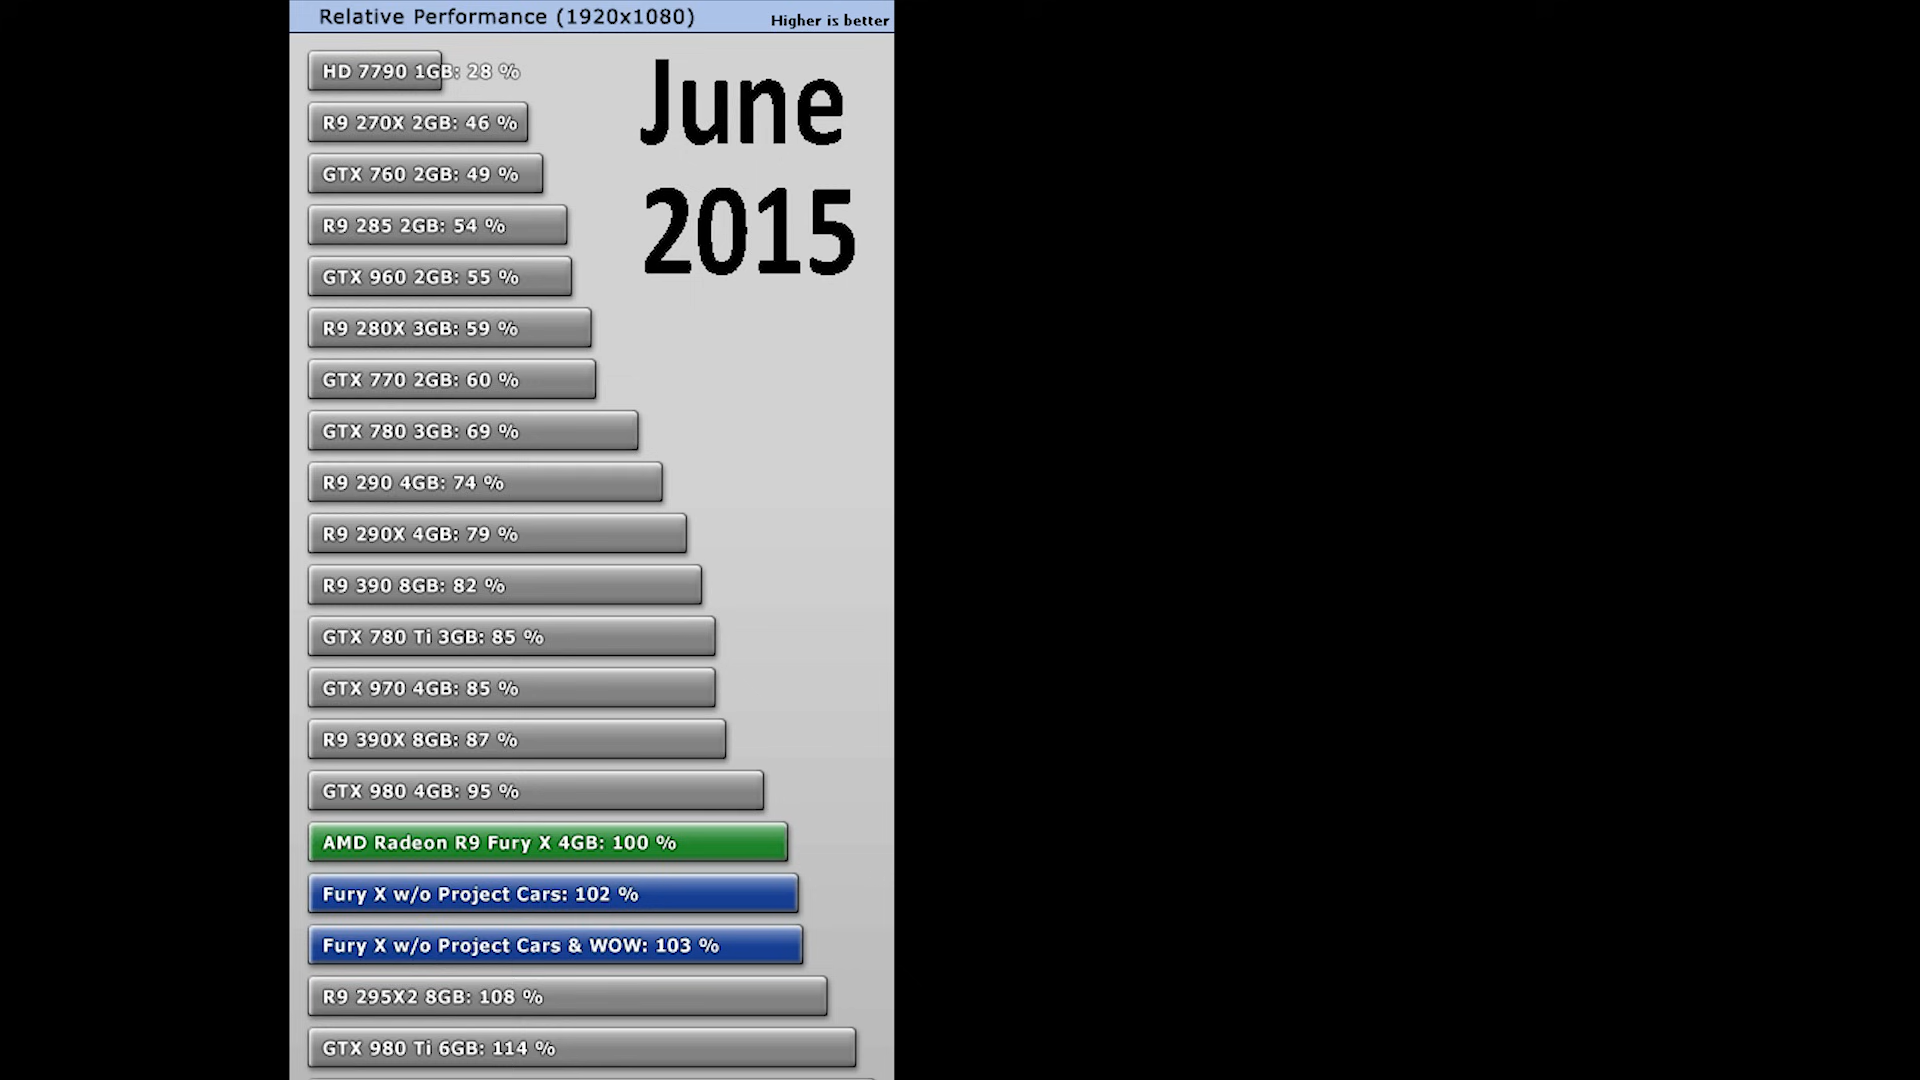 Relative Performance (1920x1080)
Higher is better
June
2015
HD 7790 1GB: 28 %
R9 270X 2GB: 46 %
GTX 760 2GB: 49 %
R9 285 2GB: 54 %
GTX 960 2GB: 55 %
R9 280X 3GB: 59 %
GTX 770 2GB: 60 %
GTX 780 3GB: 69 %
R9 290 4GB: 74 %
R9 290X 4GB: 79 %
R9 390 8GB: 82 %
GTX 780 Ti 3GB: 85 %
GTX 970 4GB: 85 %
R9 390X 8GB: 87 %
GTX 980 4GB: 95 %
AMD Radeon R9 Fury X 4GB: 100 %
Fury X w/o Project Cars: 102 %
Fury X w/o Project Cars & WOW: 103 %
R9 295X2 8GB: 108 %
GTX 980 Ti 6GB: 114 %